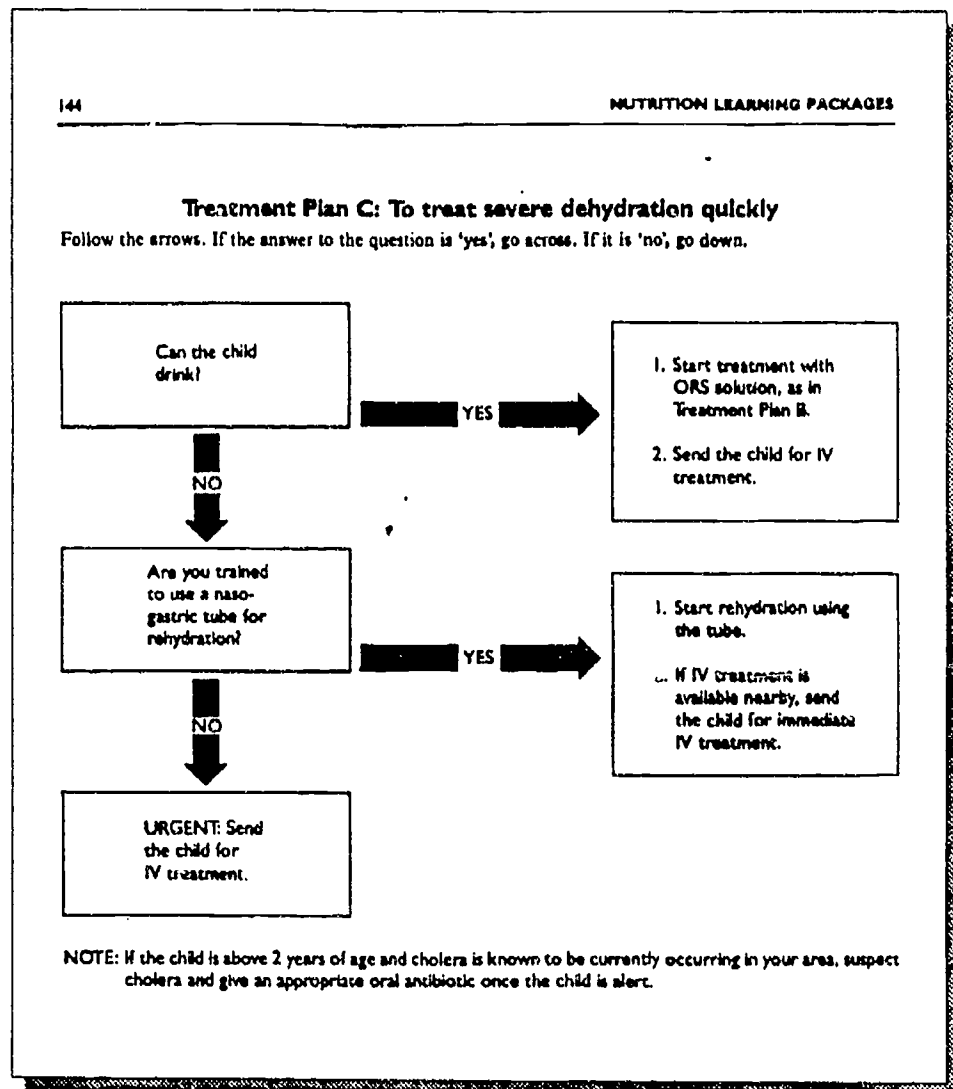 144
NUTRITION LEARNING PACKAGES
Treatment Plan C: To treat severe dehydration quickly
Follow the arrows. If the answer to the question is 'yes', go across. If it is 'no', go down.
Can the child
drink?
YES
1. Start treatment with
ORS solution, as in
Treatment Plan B.
2. Send the child for IV
treatment.
NO
Are you trained
to use a naso-
gastric tube for
rehydration?
YES
1. Start rehydration using
the tube.
If IV treatment is
available nearby, send
the child for immediate
IV treatment.
NO
URGENT: Send
the child for
IV treatment.
NOTE: If the child is above 2 years of age and cholera is known to be currently occurring in your area, suspect
cholera and give an appropriate oral antibiotic once the child is alert.